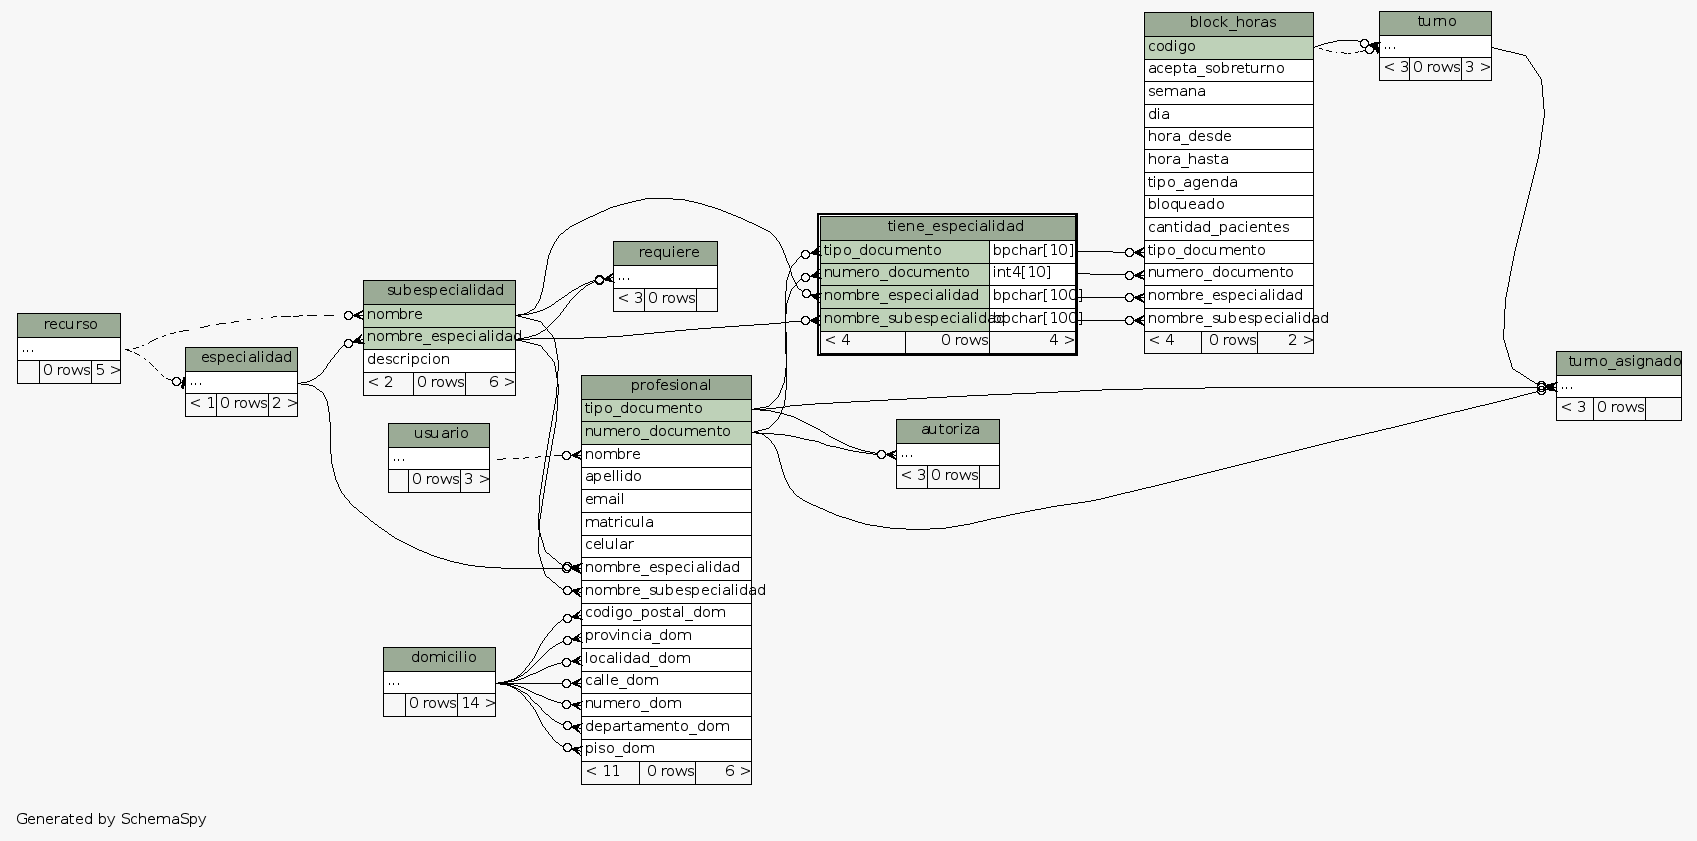 block_horas
codigo
acepta_sobreturno
semana
dia
hora_desde
hora_hasta
tipo_agenda
bloqueado
cantidad_pacientes
tipo_documento
numero_documento
nombre_especialidad
nombre_subespecialidad
< 4 0 rows 2 >
turno
...
< 3 0 rows 3 >
tiene_especialidad
tipo_documento bpchar[10]
numero_documento int4[10]
nombre_especialidad bpchar[100]
nombre_subespecialidad bpchar[100]
< 4 0 rows 4 >
requiere
...
< 3 0 rows
subespecialidad
nombre
nombre_especialidad
descripcion
< 2 0 rows 6 >
recurso
...
0 rows 5 >
especialidad
...
< 1 0 rows 2 >
turno_asignado
...
< 3 0 rows
profesional
tipo_documento
numero_documento
nombre
apellido
email
matricula
celular
nombre_especialidad
nombre_subespecialidad
codigo_postal_dom
provincia_dom
localidad_dom
calle_dom
numero_dom
departamento_dom
piso_dom
< 11 0 rows 6 >
usuario
...
0 rows 3 >
autoriza
...
< 3 0 rows
domicilio
...
0 rows 14 >
Generated by SchemaSpy